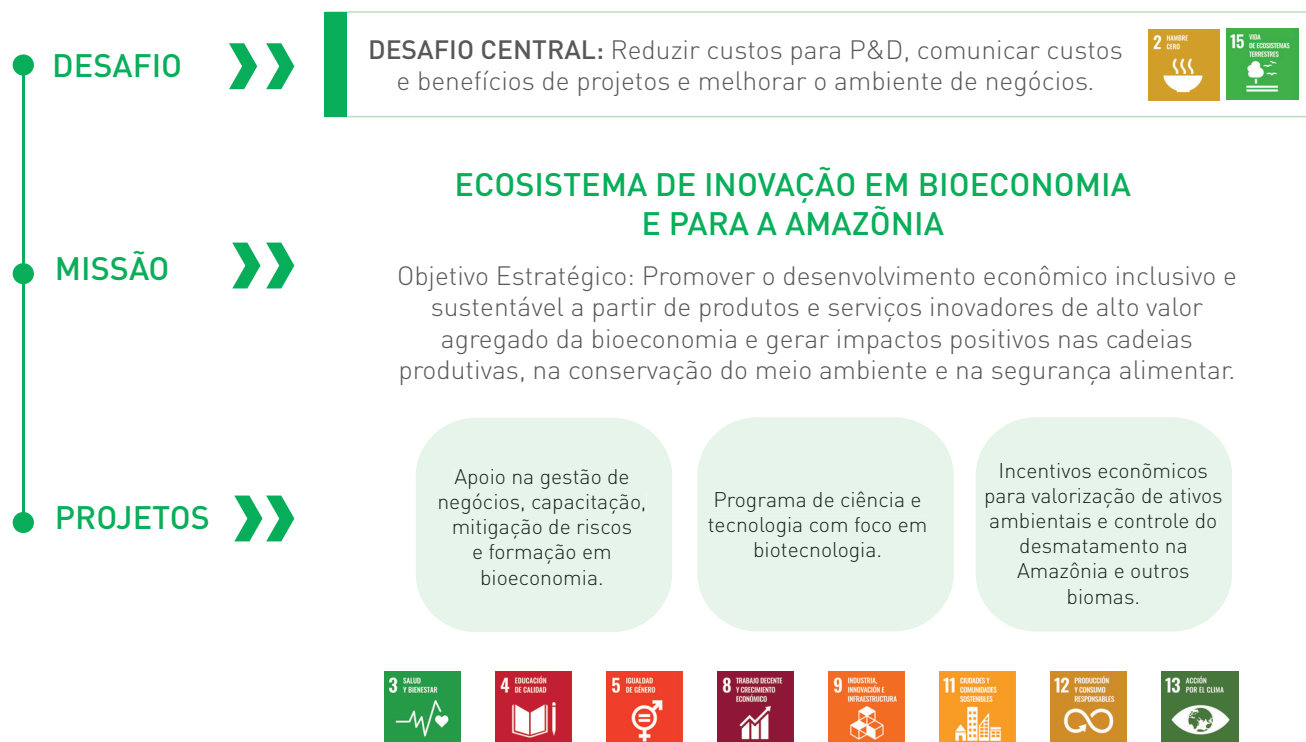 DESAFIO
DESAFIO CENTRAL: Reduzir custos para P&D, comunicar custos
e benefícios de projetos e melhorar o ambiente de negócios.
2 HAMBRE
CERO
15 VIDA
DE ECOSISTEMAS
TERRESTRES
MISSÃO
ECOSISTEMA DE INOVAÇÃO EM BIOECONOMIA
E PARA A AMAZÕNIA
Objetivo Estratégico: Promover o desenvolvimento econômico inclusivo e
sustentável a partir de produtos e serviços inovadores de alto valor
agregado da bioeconomia e gerar impactos positivos nas cadeias
produtivas, na conservação do meio ambiente e na segurança alimentar.
PROJETOS
Apoio na gestão de
negócios, capacitação,
mitigação de riscos
e formação em
bioeconomia.
Programa de ciência e
tecnologia com foco em
biotecnologia.
Incentivos econõmicos
para valorização de ativos
ambientais e controle do
desmatamento na
Amazônia e outros
biomas.
3 SALUD
Y BIENESTAR
4 EDUCACIÓN
DE CALIDAD
5 IGUALDAD
DE GÉNERO
8 TRABAJO DECENTE
Y CRECIMIENTO
ECONÓMICO
9 INDUSTRIA,
INNOVACIÓN E
INFRAESTRUCTURA
11 CIUDADES Y
COMUNIDADES
SOSTENIBLES
12 PRODUCCIÓN
Y CONSUMO
RESPONSABLES
13 ACCIÓN
POR EL CLIMA